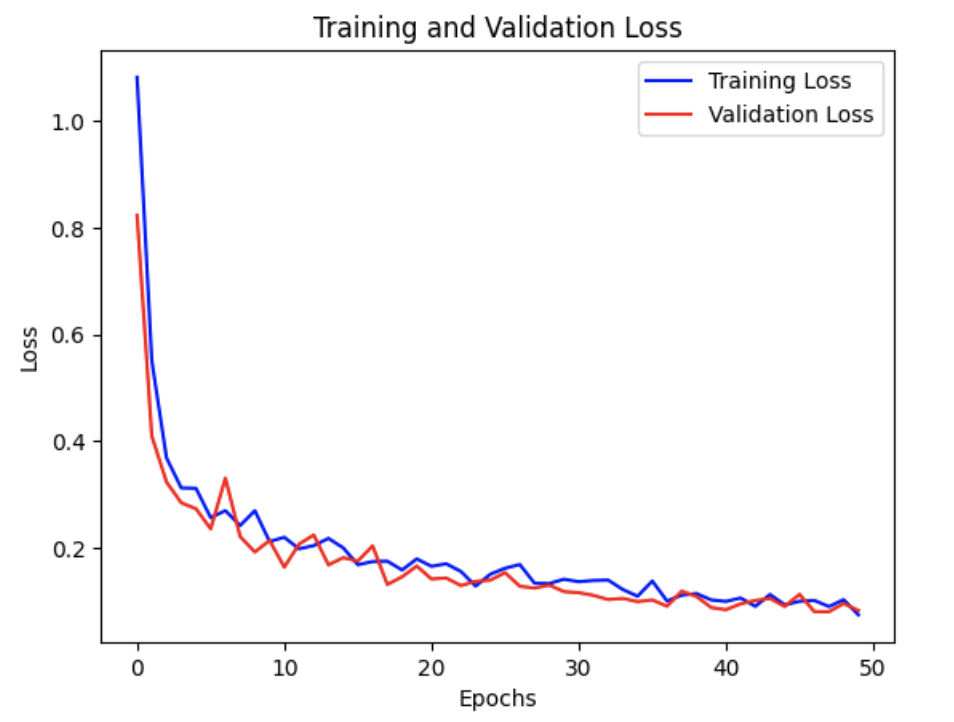 Training and Validation Loss
Training Loss
Validation Loss
1.0
0.8
0.6
0.4
0.2
Loss
0 10 20 30 40 50
Epochs